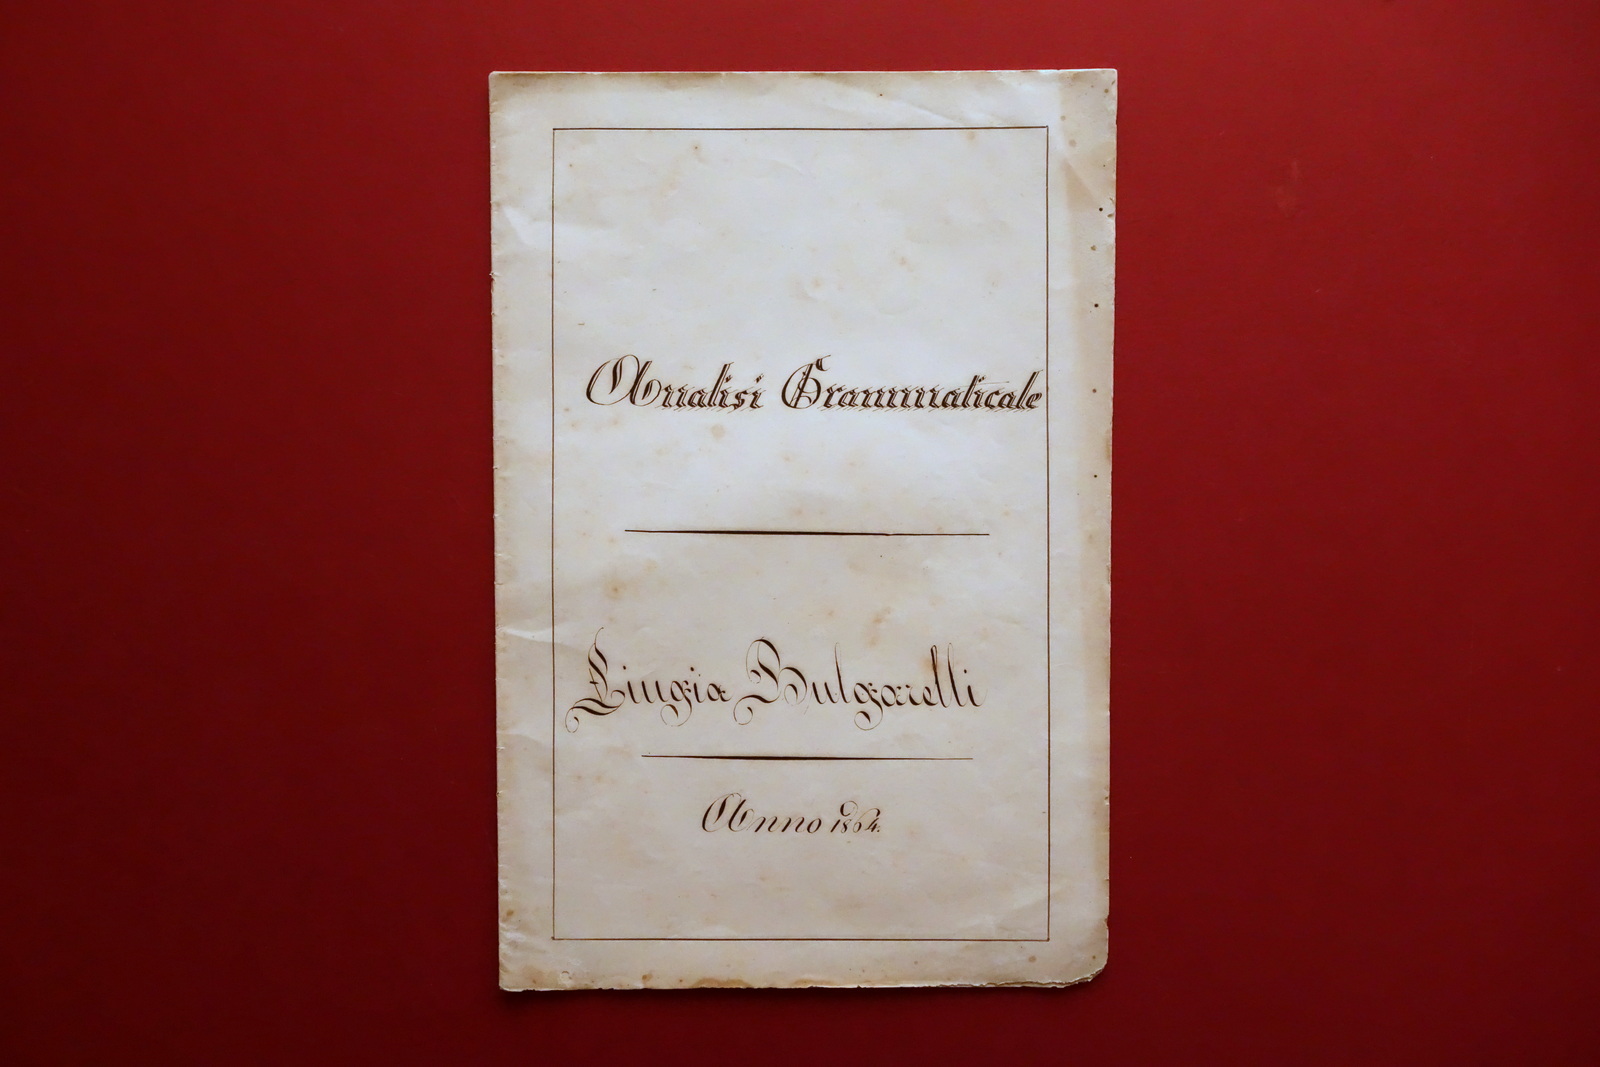 Analisi Grammaticale
Luigia Bulgarelli
Anno 1864.